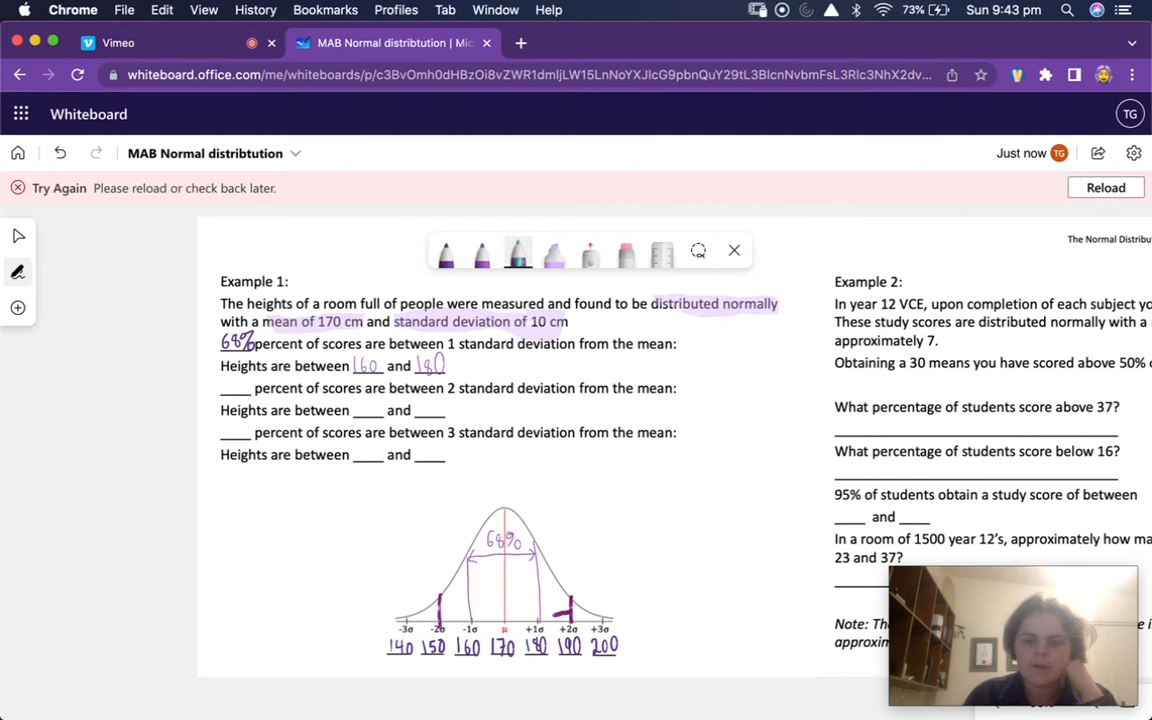 Chrome File Edit View History Bookmarks Profiles Tab Window Help 73% Sun 9:43 pm
Vimeo
MAB Normal distribtution | Mic
whiteboard.office.com/me/whiteboards/p/c3BvOmh0dHBzOi8vZWR1dmljLW15LnNoYXJlcG9pbnQuY29tL3BlcnNvbmFsL3Rlc3NhX2dv...
Whiteboard
TG
MAB Normal distribtution
Just now TG
Try Again Please reload or check back later.
Reload
The Normal Distribu
Example 1:
The heights of a room full of people were measured and found to be distributed normally
with a mean of 170 cm and standard deviation of 10 cm
68% percent of scores are between 1 standard deviation from the mean:
Heights are between 160 and 180
____ percent of scores are between 2 standard deviation from the mean:
Heights are between ____ and ____
____ percent of scores are between 3 standard deviation from the mean:
Heights are between ____ and ____
68%
-3σ -2σ -1σ μ +1σ +2σ +3σ
140 150 160 170 180 190 200
Example 2:
In year 12 VCE, upon completion of each subject yo
These study scores are distributed normally with a
approximately 7.
Obtaining a 30 means you have scored above 50%
What percentage of students score above 37?
What percentage of students score below 16?
95% of students obtain a study score of between
____ and ____
In a room of 1500 year 12's, approximately how ma
23 and 37?
Note: The
approxim